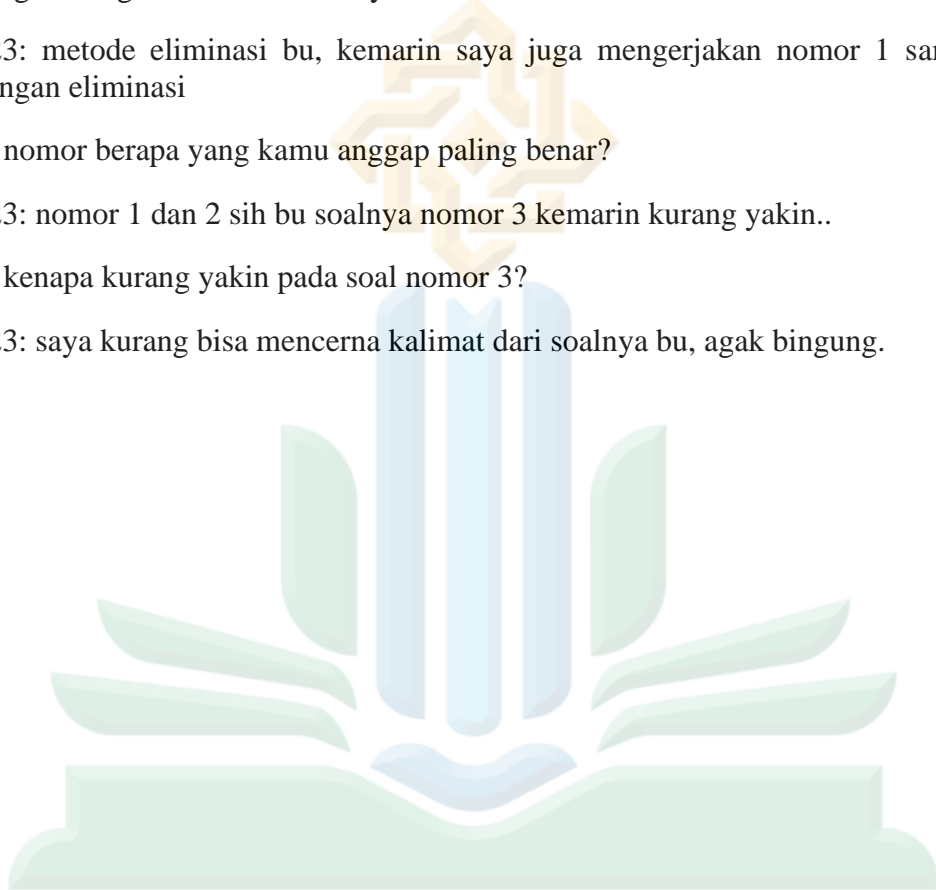 3: metode eliminasi bu, kemarin saya juga mengerjakan nomor 1
ngan eliminasi
nomor berapa yang kamu anggap paling benar?
3: nomor 1 dan 2 sih bu soalnya nomor 3 kemarin kurang yakin..
kenapa kurang yakin pada soal nomor 3?
3: saya kurang bisa mencerna kalimat dari soalnya bu, agak bingung.